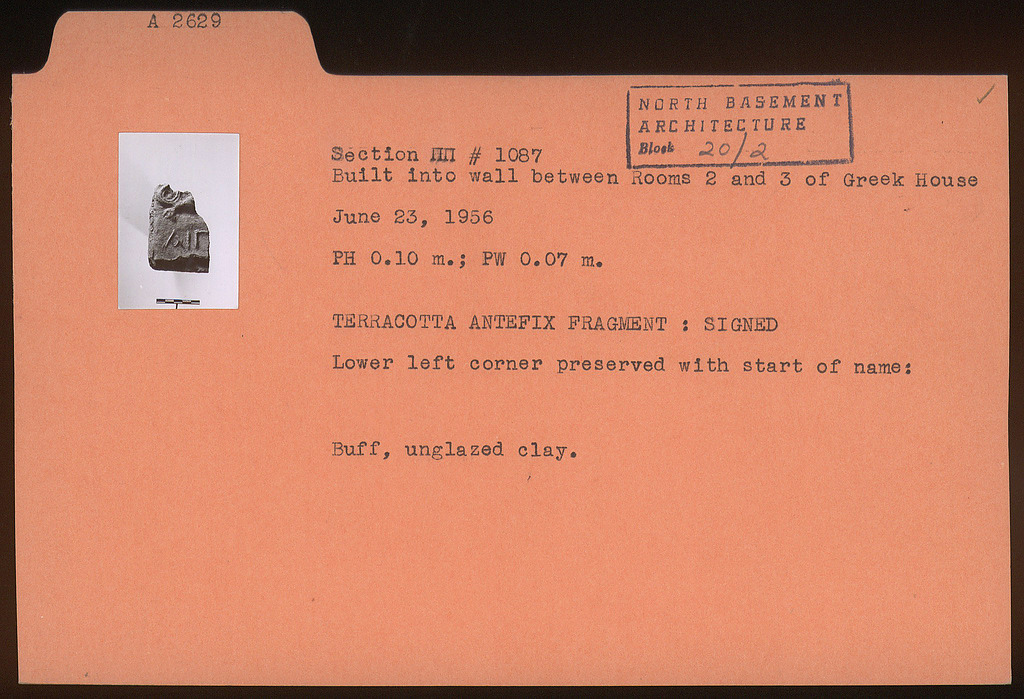 A 2629
NORTH BASEMENT
ARCHITECTURE
Block 20/2
Section ΠΠ # 1087
Built into wall between Rooms 2 and 3 of Greek House
June 23, 1956
PH 0.10 m.; PW 0.07 m.
TERRACOTTA ANTEFIX FRAGMENT : SIGNED
Lower left corner preserved with start of name:
Buff, unglazed clay.